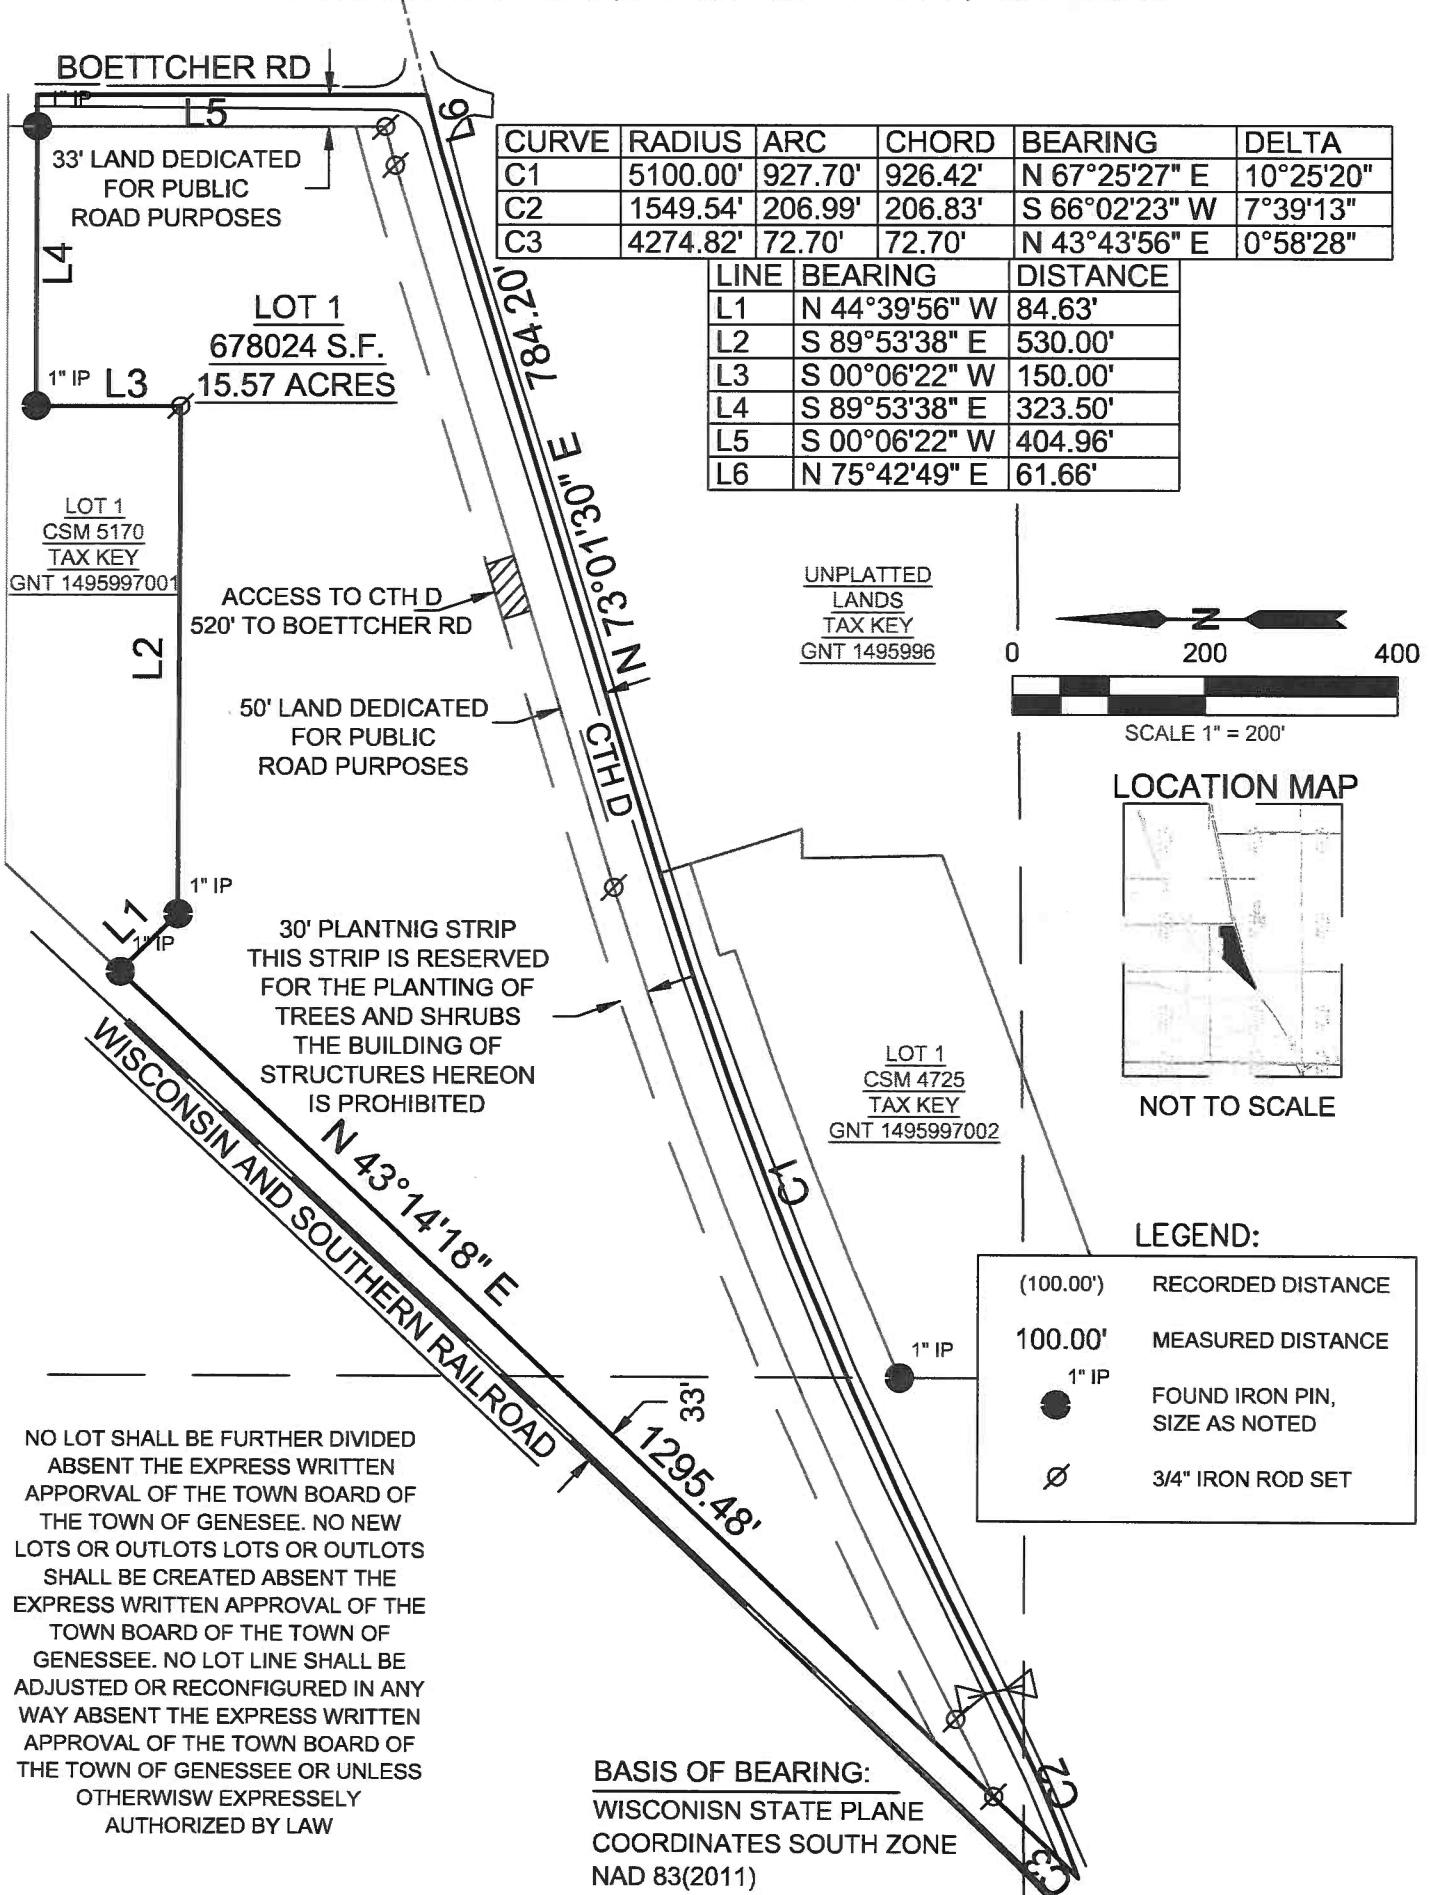 BOETTCHER RD
1" IP
L5
L6
33' LAND DEDICATED
FOR PUBLIC
ROAD PURPOSES
L4
CURVE RADIUS ARC CHORD BEARING DELTA
C1 5100.00' 927.70' 926.42' N 67°25'27" E 10°25'20"
C2 1549.54' 206.99' 206.83' S 66°02'23" W 7°39'13"
C3 4274.82' 72.70' 72.70' N 43°43'56" E 0°58'28"
LINE BEARING DISTANCE
L1 N 44°39'56" W 84.63'
L2 S 89°53'38" E 530.00'
L3 S 00°06'22" W 150.00'
L4 S 89°53'38" E 323.50'
L5 S 00°06'22" W 404.96'
L6 N 75°42'49" E 61.66'
LOT 1
678024 S.F.
15.57 ACRES
1" IP
L3
N 73°01'30" E 784.20'
LOT 1
CSM 5170
TAX KEY
GNT 1495997001
ACCESS TO CTH D
520' TO BOETTCHER RD
UNPLATTED
LANDS
TAX KEY
GNT 1495996
N
0 200 400
SCALE 1" = 200'
L2
50' LAND DEDICATED
FOR PUBLIC
ROAD PURPOSES
CTH D
LOCATION MAP
NOT TO SCALE
1" IP
L1
1" IP
30' PLANTNIG STRIP
THIS STRIP IS RESERVED
FOR THE PLANTING OF
TREES AND SHRUBS
THE BUILDING OF
STRUCTURES HEREON
IS PROHIBITED
LOT 1
CSM 4725
TAX KEY
GNT 1495997002
WISCONSIN AND SOUTHERN RAILROAD
N 43°14'18" E
1295.48'
33'
C1
1" IP
LEGEND:
(100.00') RECORDED DISTANCE
100.00' MEASURED DISTANCE
1" IP
FOUND IRON PIN,
SIZE AS NOTED
3/4" IRON ROD SET
NO LOT SHALL BE FURTHER DIVIDED
ABSENT THE EXPRESS WRITTEN
APPORVAL OF THE TOWN BOARD OF
THE TOWN OF GENESEE. NO NEW
LOTS OR OUTLOTS LOTS OR OUTLOTS
SHALL BE CREATED ABSENT THE
EXPRESS WRITTEN APPROVAL OF THE
TOWN BOARD OF THE TOWN OF
GENESSEE. NO LOT LINE SHALL BE
ADJUSTED OR RECONFIGURED IN ANY
WAY ABSENT THE EXPRESS WRITTEN
APPROVAL OF THE TOWN BOARD OF
THE TOWN OF GENESSEE OR UNLESS
OTHERWISW EXPRESSELY
AUTHORIZED BY LAW
BASIS OF BEARING:
WISCONISN STATE PLANE
COORDINATES SOUTH ZONE
NAD 83(2011)
C2
C3